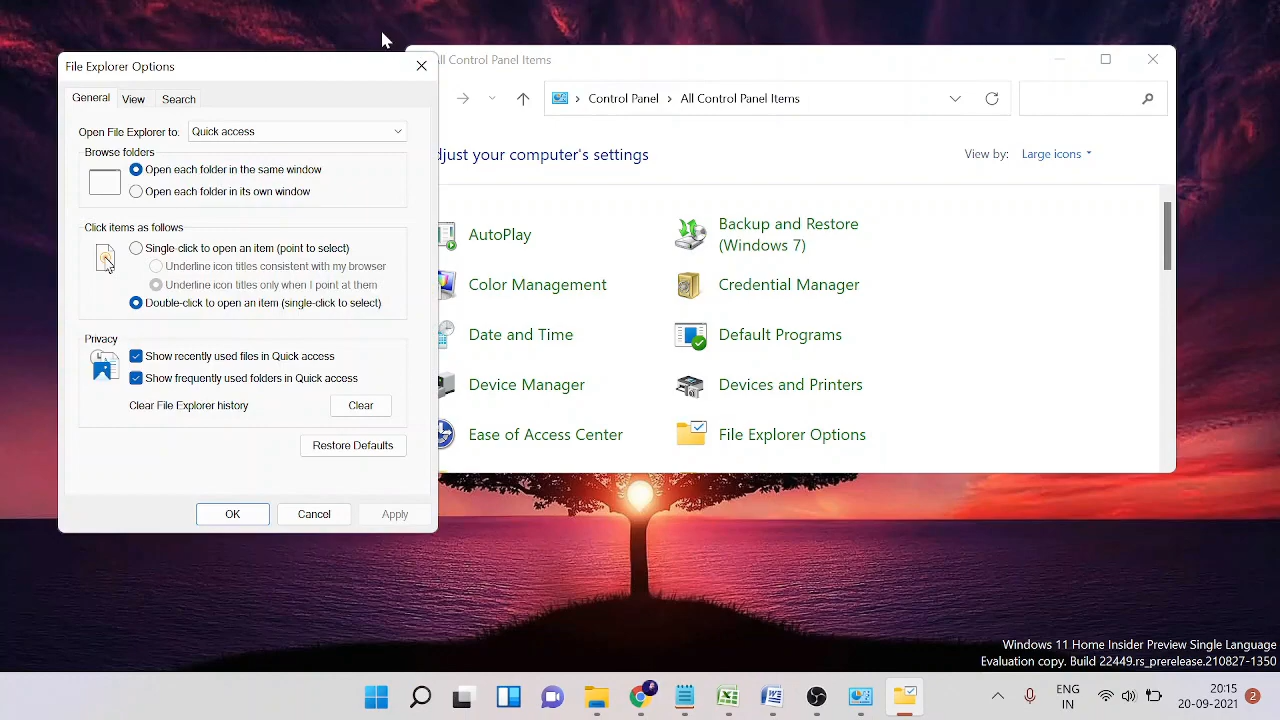 File Explorer Options
General
View
Search
Open File Explorer to:
Quick access
Browse folders
Open each folder in the same window
Open each folder in its own window
Click items as follows
Single-click to open an item (point to select)
Underline icon titles consistent with my browser
Underline icon titles only when I point at them
Double-click to open an item (single-click to select)
Privacy
Show recently used files in Quick access
Show frequently used folders in Quick access
Clear File Explorer history
Clear
Restore Defaults
OK
Cancel
Apply
All Control Panel Items
Control Panel
All Control Panel Items
your computer's settings
View by:
Large icons
AutoPlay
Backup and Restore
(Windows 7)
Color Management
Credential Manager
Date and Time
Default Programs
Device Manager
Devices and Printers
Ease of Access Center
File Explorer Options
Windows 11 Home Insider Preview Single Language
Evaluation copy. Build 22449.rs_prerelease.210827-1350
ENG
IN
20:15
20-09-2021
2